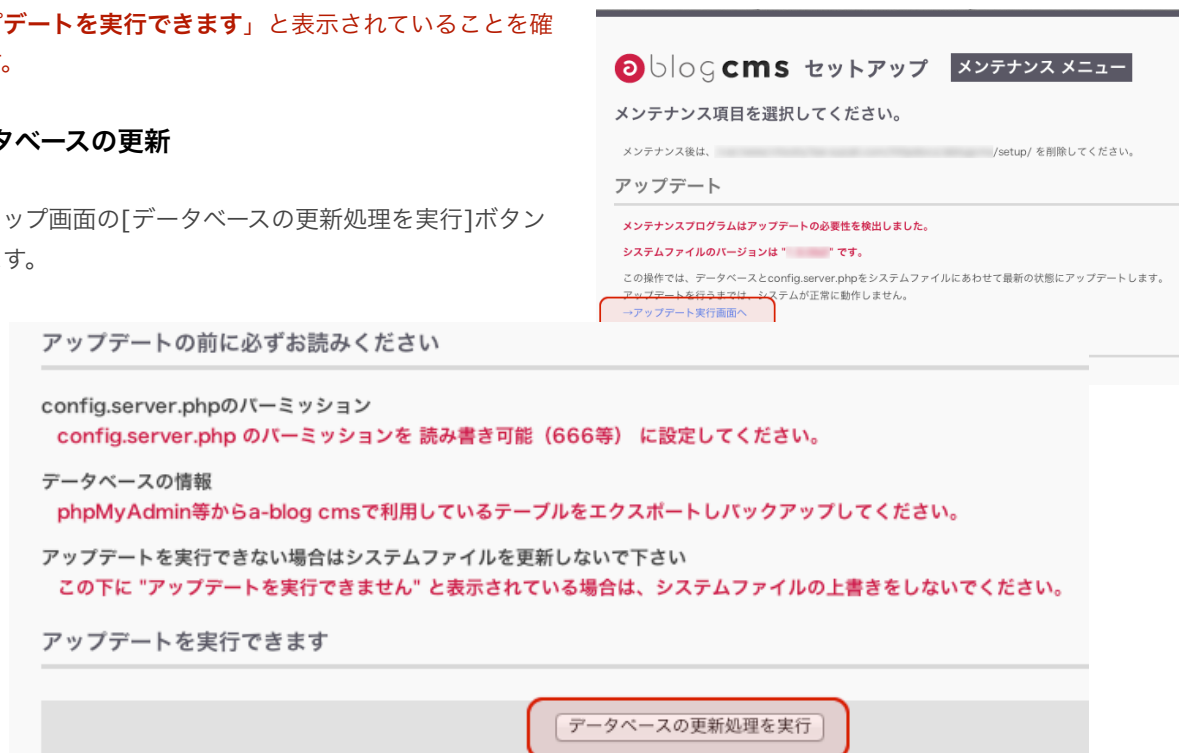 デートを実行できます」と表示されていることを確
。
タベースの更新
ップ画面の[データベースの更新処理を実行]ボタン
す。
ablogcms セットアップ メンテナンス メニュー
メンテナンス項目を選択してください。
メンテナンス後は、 /setup/ を削除してください。
アップデート
メンテナンスプログラムはアップデートの必要性を検出しました。
システムファイルのバージョンは " " です。
この操作では、データベースとconfig.server.phpをシステムファイルにあわせて最新の状態にアップデートします。
アップデートを行うまでは、システムが正常に動作しません。
→アップデート実行画面へ
アップデートの前に必ずお読みください
config.server.phpのパーミッション
config.server.php のパーミッションを 読み書き可能（666等） に設定してください。
データベースの情報
phpMyAdmin等からa-blog cmsで利用しているテーブルをエクスポートしバックアップしてください。
アップデートを実行できない場合はシステムファイルを更新しないで下さい
この下に "アップデートを実行できません" と表示されている場合は、システムファイルの上書きをしないでください。
アップデートを実行できます
データベースの更新処理を実行